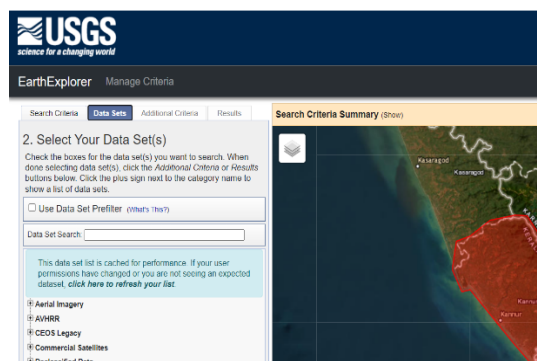 USGS
science for a changing world
EarthExplorer Manage Criteria
Search Criteria Data Sets Additional Criteria Results
2. Select Your Data Set(s)
Check the boxes for the data set(s) you want to search. When
done selecting data set(s), click the Additional Criteria or Results
buttons below. Click the plus sign next to the category name to
show a list of data sets.
Use Data Set Prefilter (What's This?)
Data Set Search:
This data set list is cached for performance. If your user
permissions have changed or you are not seeing an expected
dataset, click here to refresh your list.
Aerial Imagery
AVHRR
CEOS Legacy
Commercial Satellites
Declassified Data
Search Criteria Summary (Show)
Kasaragod
Kasaragod
Kannur
Kannur